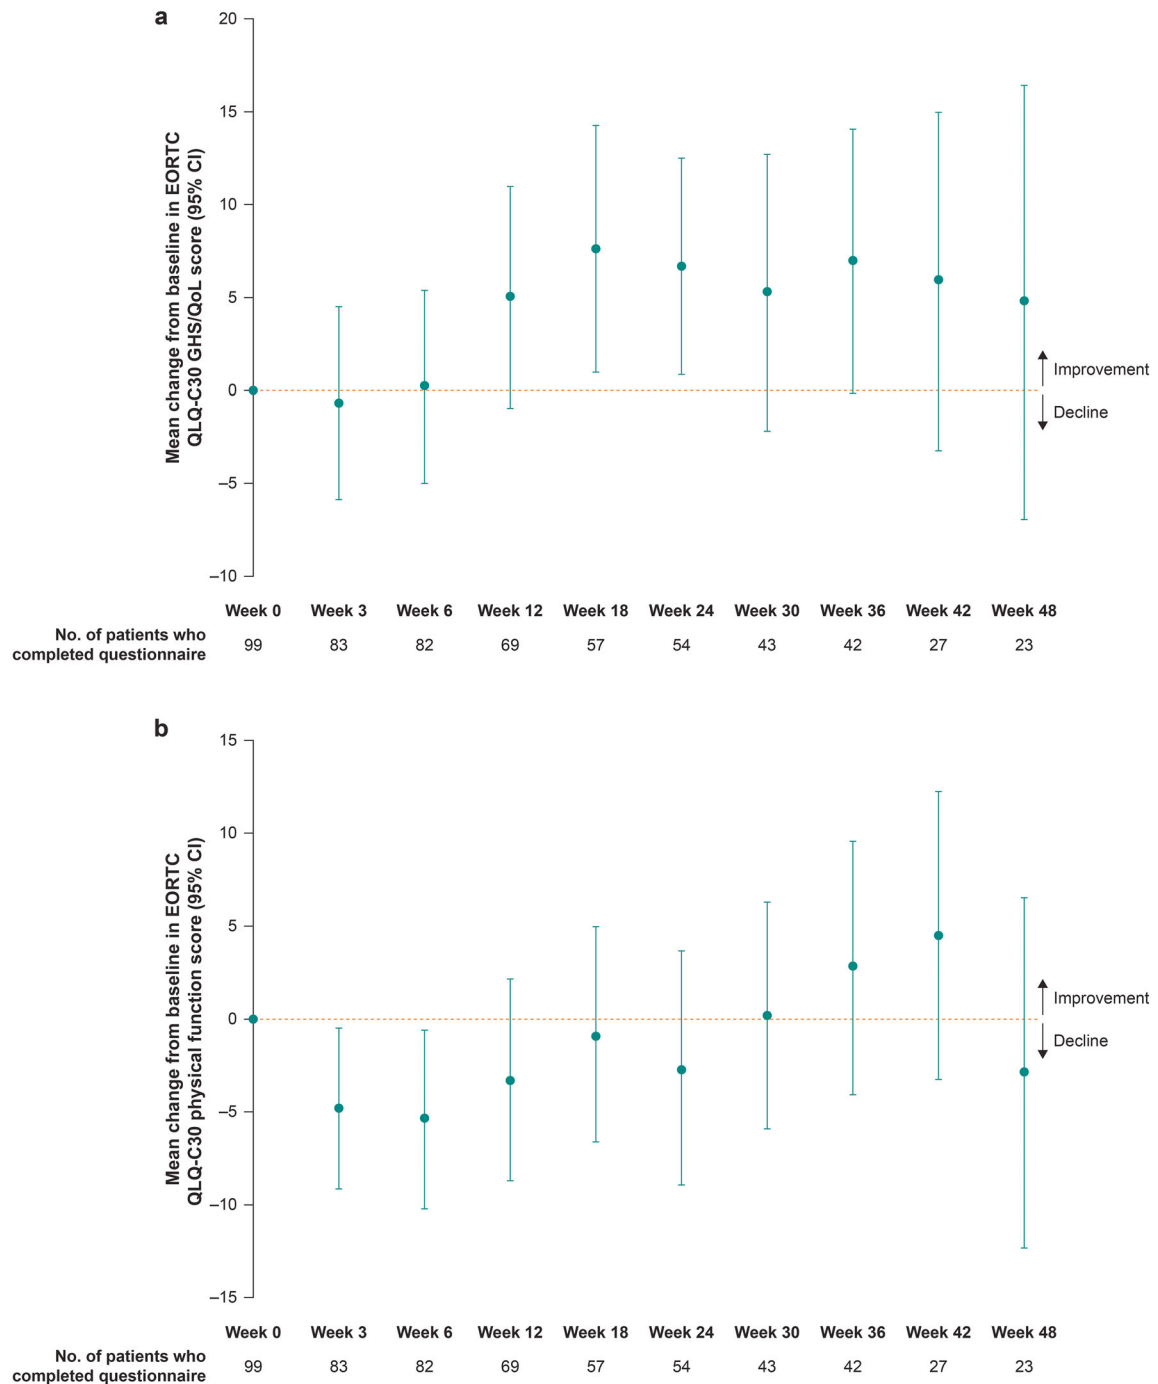 a
Mean change from baseline in EORTC
QLQ-C30 GHS/QoL score (95% CI)
20
15
10
5
0
–5
–10
Improvement
Decline
Week 0 Week 3 Week 6 Week 12 Week 18 Week 24 Week 30 Week 36 Week 42 Week 48
No. of patients who
completed questionnaire
99 83 82 69 57 54 43 42 27 23
b
Mean change from baseline in EORTC
QLQ-C30 physical function score (95% CI)
15
10
5
0
–5
–10
–15
Improvement
Decline
Week 0 Week 3 Week 6 Week 12 Week 18 Week 24 Week 30 Week 36 Week 42 Week 48
No. of patients who
completed questionnaire
99 83 82 69 57 54 43 42 27 23